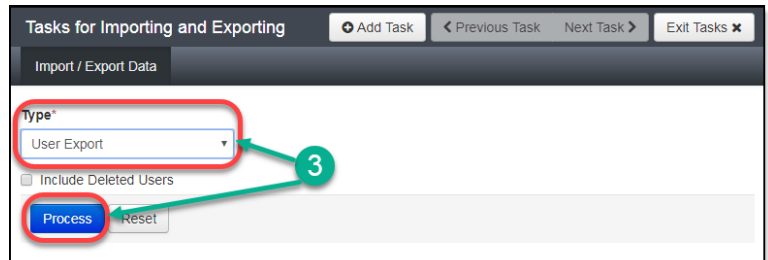 Tasks for Importing and Exporting Add Task Previous Task Next Task Exit Tasks
Import / Export Data
Type*
User Export
3
Include Deleted Users
Process Reset